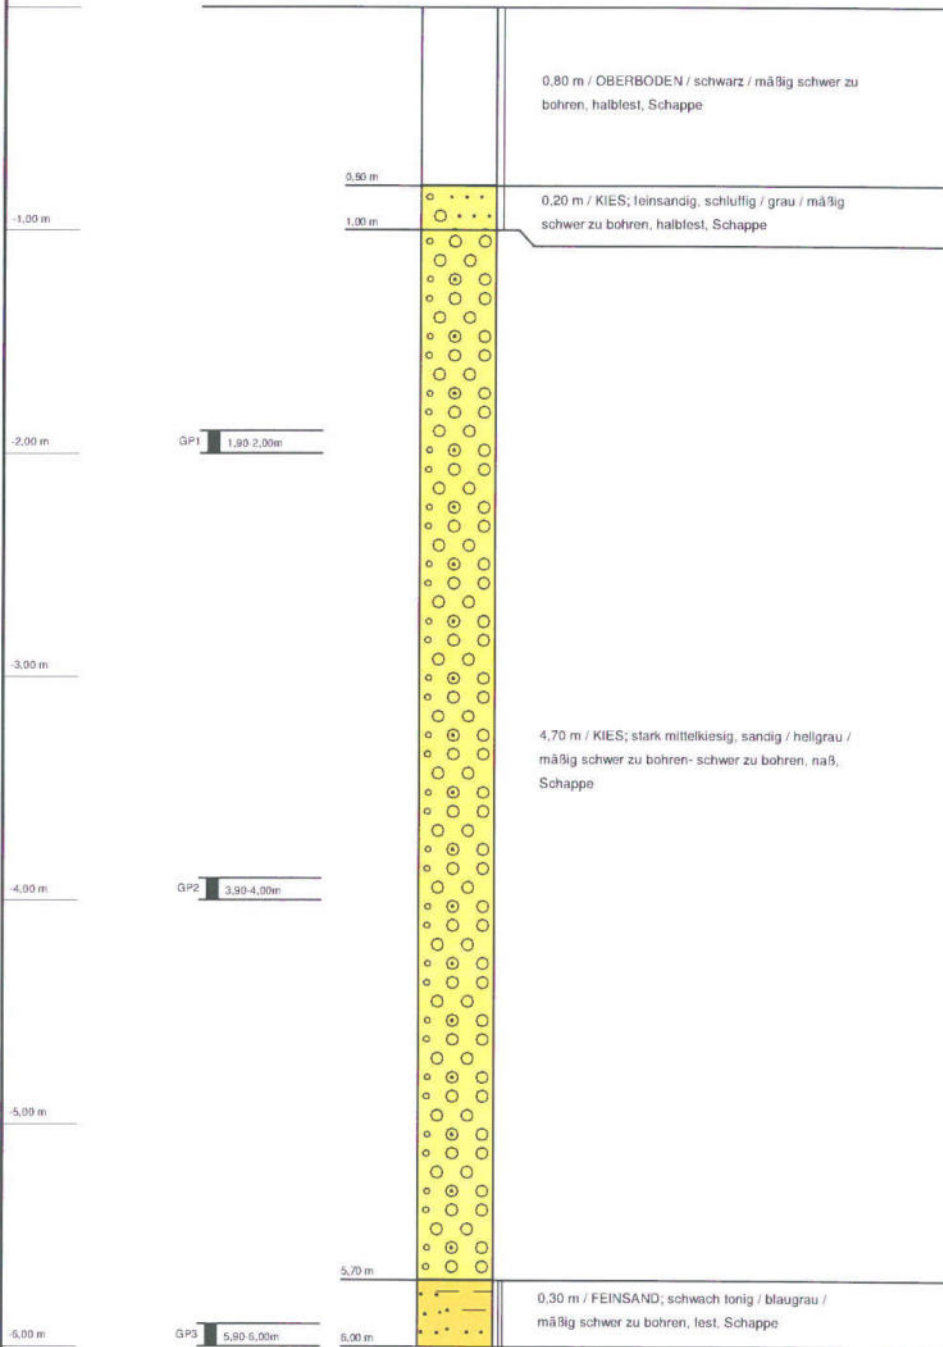 0,80 m / OBERBODEN / schwarz / mäßig schwer zu
bohren, halbfest, Schappe
0,80 m
0,20 m / KIES; feinsandig, schluffig / grau / mäßig
schwer zu bohren, halbfest, Schappe
-1,00 m
1,00 m
-2,00 m
GP1 1,90-2,00m
-3,00 m
4,70 m / KIES; stark mittelkiesig, sandig / hellgrau /
mäßig schwer zu bohren- schwer zu bohren, naß,
Schappe
-4,00 m
GP2 3,90-4,00m
-5,00 m
5,70 m
0,30 m / FEINSAND; schwach tonig / blaugrau /
mäßig schwer zu bohren, fest, Schappe
-6,00 m
GP3 5,90-6,00m
6,00 m